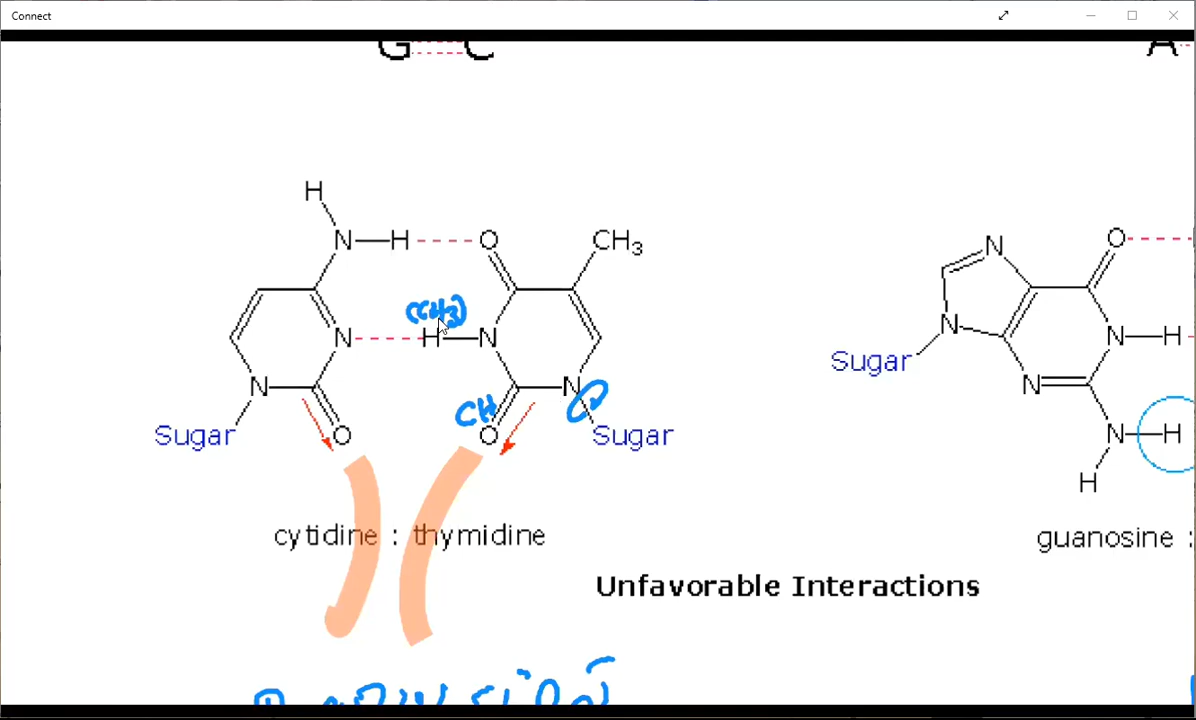 Connect
G C A
H
N H O CH3 N O
(CH3)
H N N N H
Sugar
N CH N N
Sugar O O Sugar N H
H
cytidine : thymidine guanosine :
Unfavorable Interactions